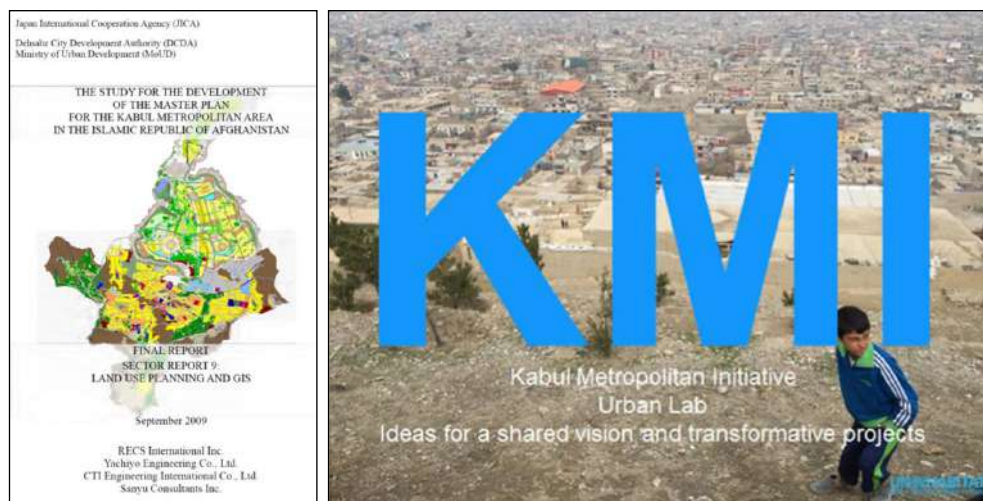 Japan International Cooperation Agency (JICA)
Dehsabz City Development Authority (DCDA)
Ministry of Urban Development (MoUD)
THE STUDY FOR THE DEVELOPMENT
OF THE MASTER PLAN
FOR THE KABUL METROPOLITAN AREA
IN THE ISLAMIC REPUBLIC OF AFGHANISTAN
FINAL REPORT
SECTOR REPORT 9:
LAND USE PLANNING AND GIS
September 2009
RECS International Inc.
Yachiyo Engineering Co., Ltd.
CTI Engineering International Co., Ltd.
Sanyu Consultants Inc.
KMI
Kabul Metropolitan Initiative
Urban Lab
Ideas for a shared vision and transformative projects
UN-HABITAT